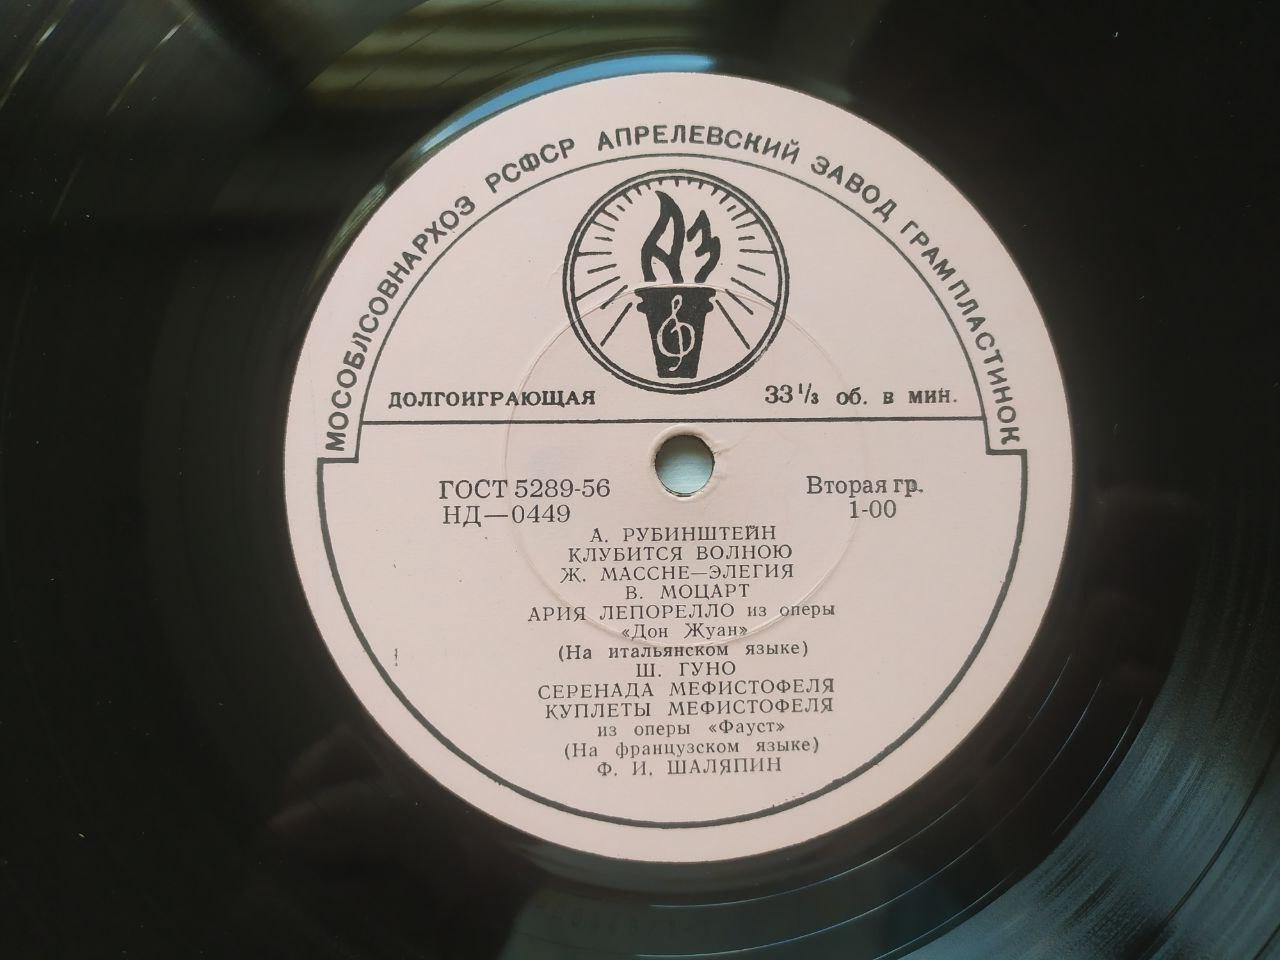 МОСОБЛСОВНАРХОЗ РСФСР АПРЕЛЕВСКИЙ ЗАВОД ГРАМПЛАСТИНОК
АЗ
ДОЛГОИГРАЮЩАЯ 33 1/3 об. в мин.
ГОСТ 5289-56 Вторая гр.
НД—0449 1-00
А. РУБИНШТЕЙН
КЛУБИТСЯ ВОЛНОЮ
Ж. МАССНЕ—ЭЛЕГИЯ
В. МОЦАРТ
АРИЯ ЛЕПОРЕЛЛО из оперы
«Дон Жуан»
(На итальянском языке)
Ш. ГУНО
СЕРЕНАДА МЕФИСТОФЕЛЯ
КУПЛЕТЫ МЕФИСТОФЕЛЯ
из оперы «Фауст»
(На французском языке)
Ф. И. ШАЛЯПИН